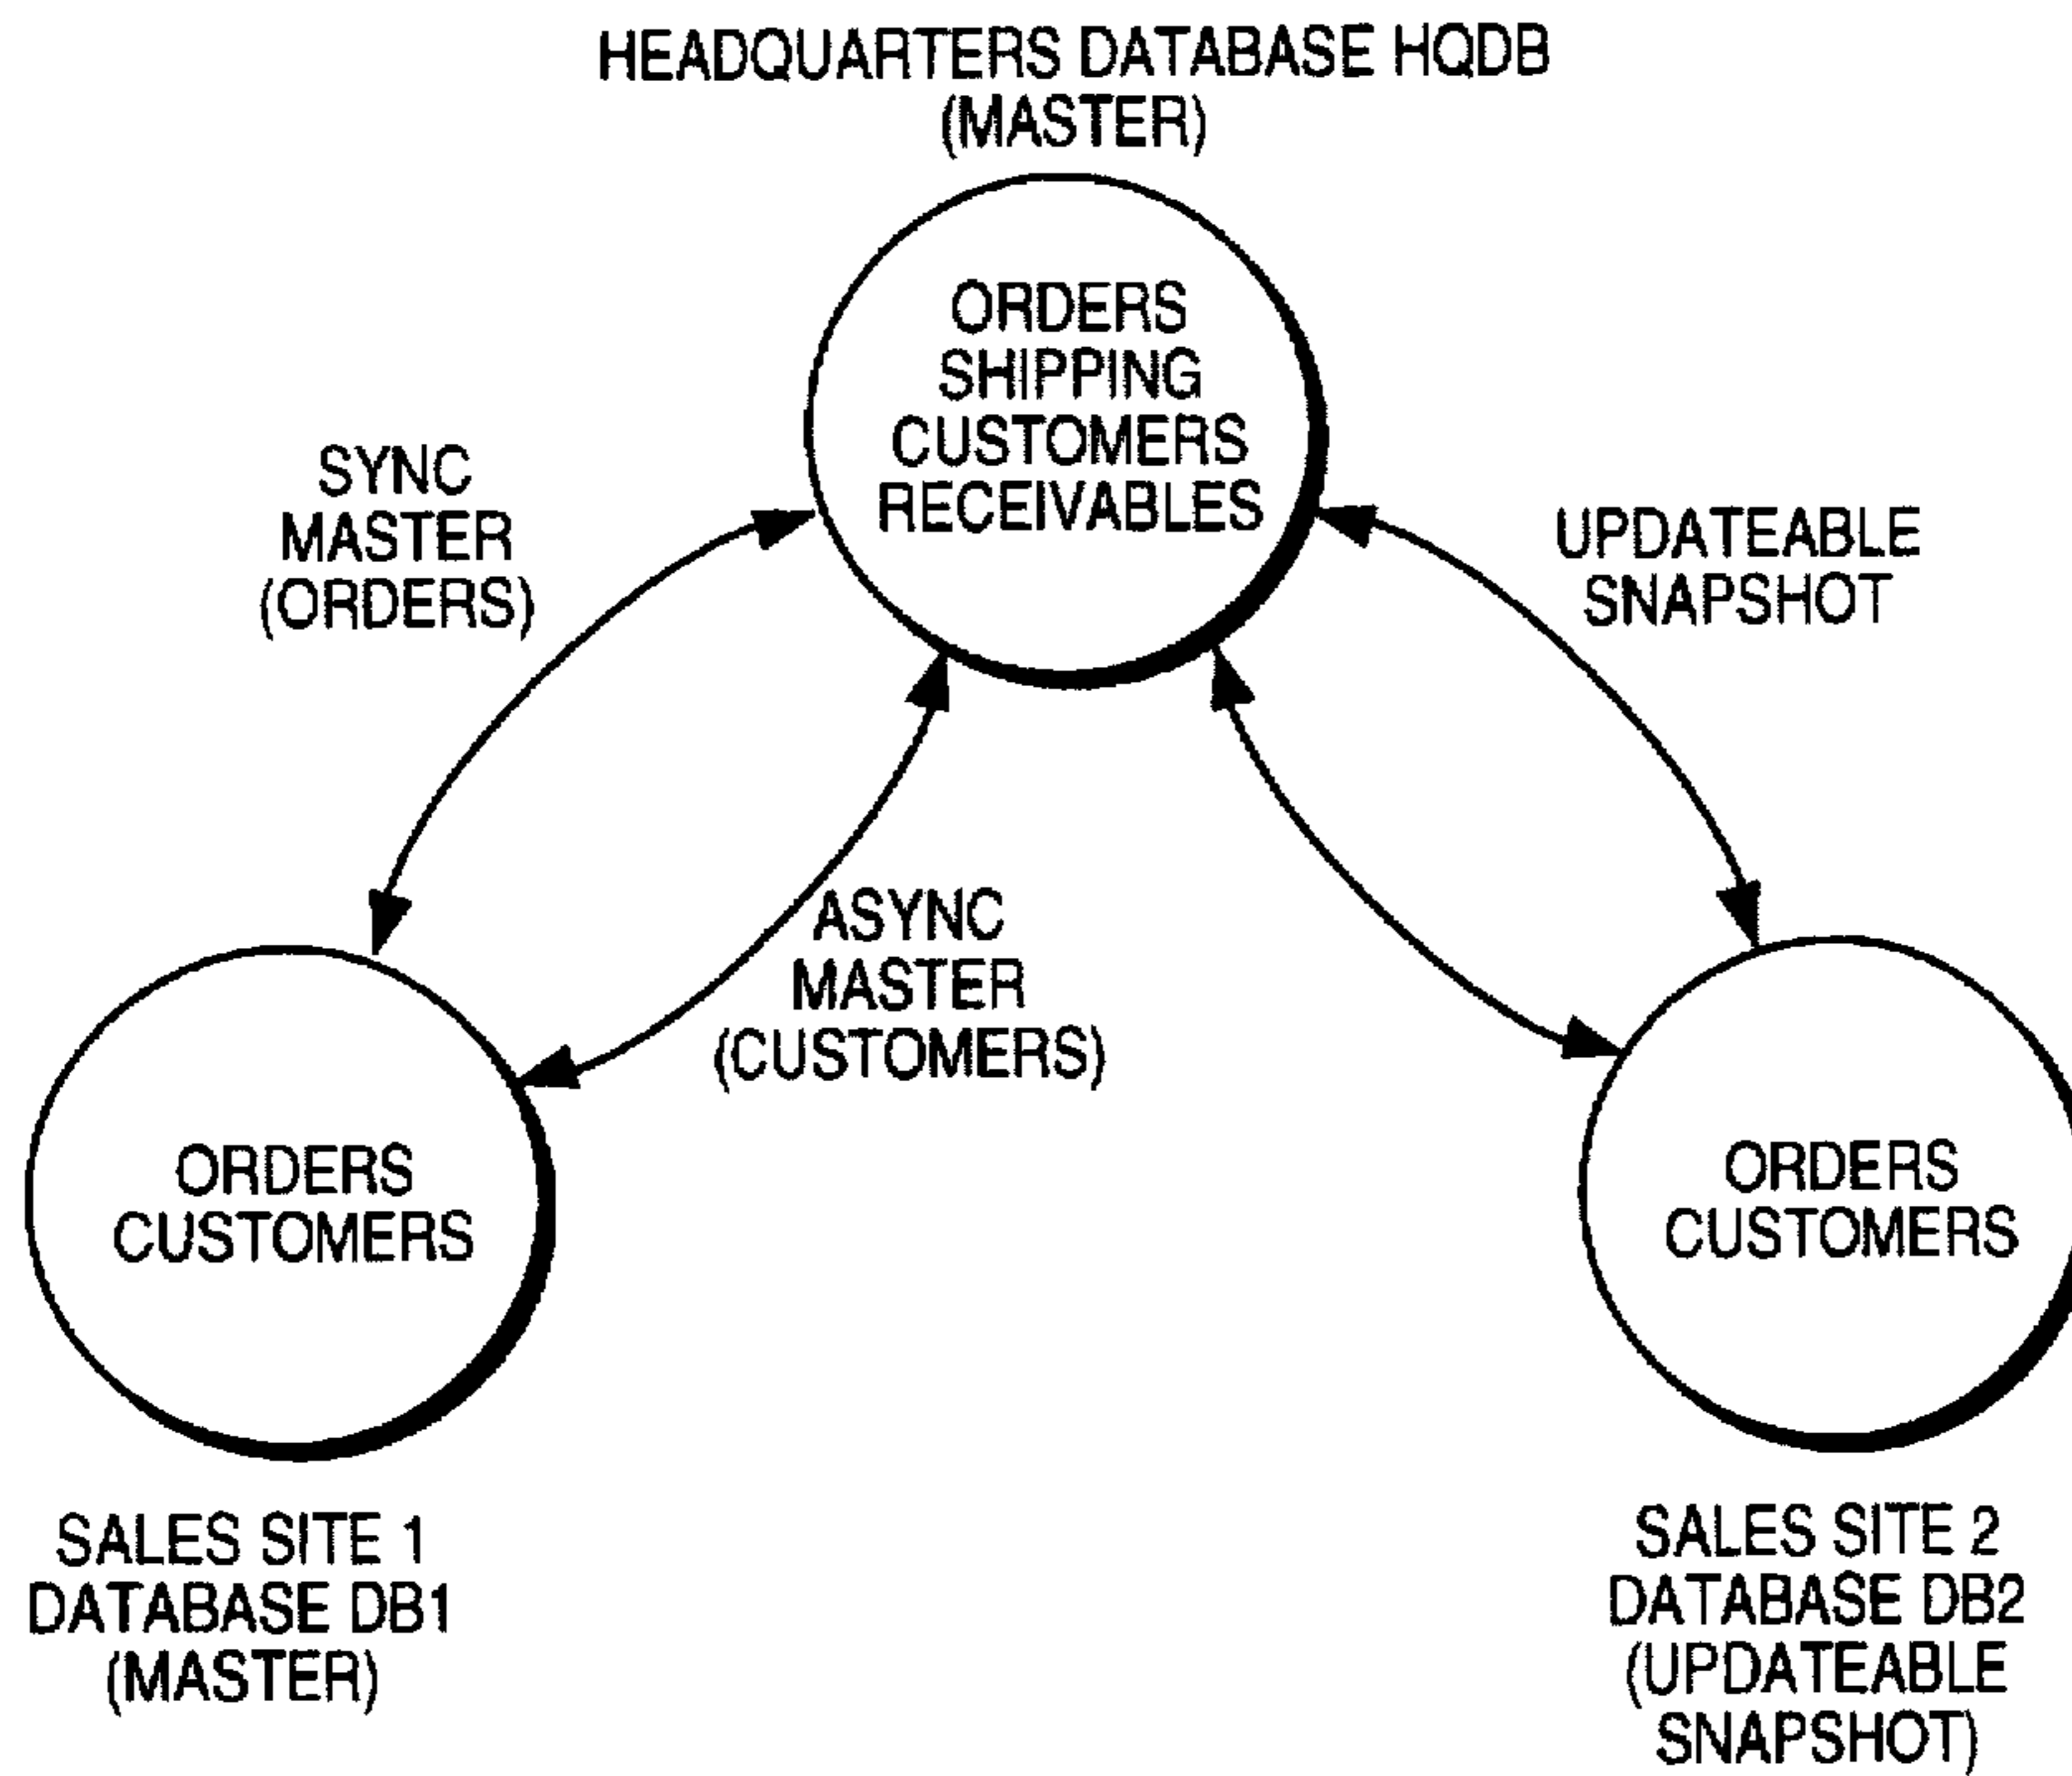 HEADQUARTERS DATABASE HQDB
(MASTER)
ORDERS
SHIPPING
CUSTOMERS
RECEIVABLES
SYNC
MASTER
(ORDERS)
UPDATEABLE
SNAPSHOT
ASYNC
MASTER
(CUSTOMERS)
ORDERS
CUSTOMERS
ORDERS
CUSTOMERS
SALES SITE 1
DATABASE DB1
(MASTER)
SALES SITE 2
DATABASE DB2
(UPDATEABLE
SNAPSHOT)